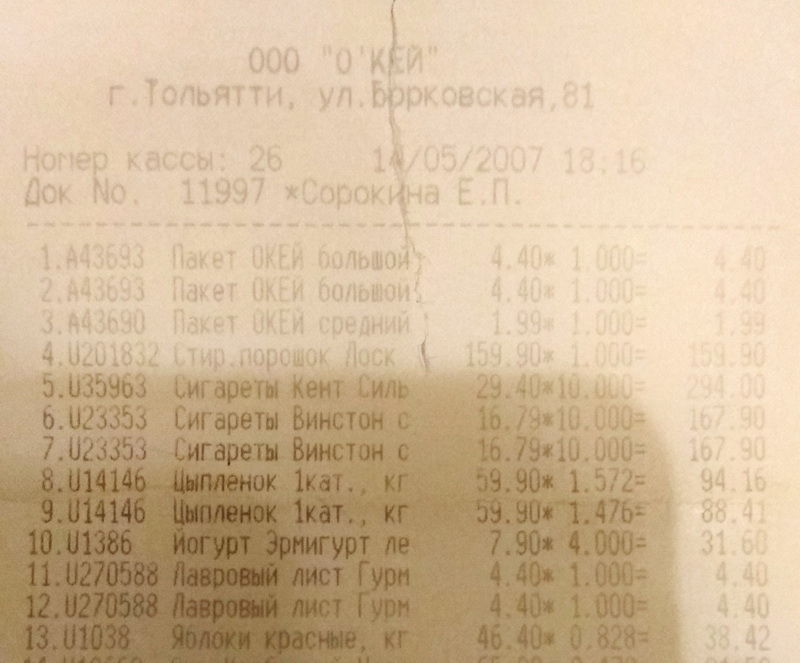 ООО "О'КЕЙ"
г.Тольятти, ул.Борковская,81
Номер кассы: 26 14/05/2007 18:16
Док No. 11997 *Сорокина Е.П.
1.A43693 Пакет ОКЕЙ большой 4.40* 1.000= 4.40
2.A43693 Пакет ОКЕЙ большой 4.40* 1.000= 4.40
3.A43690 Пакет ОКЕЙ средний 1.99* 1.000= 1.99
4.U201832 Стир.порошок Лоск 159.90* 1.000= 159.90
5.U35963 Сигареты Кент Силь 29.40*10.000= 294.00
6.U23353 Сигареты Винстон с 16.79*10.000= 167.90
7.U23353 Сигареты Винстон с 16.79*10.000= 167.90
8.U14146 Цыпленок 1кат., кг 59.90* 1.572= 94.16
9.U14146 Цыпленок 1кат., кг 59.90* 1.476= 88.41
10.U1386 йогурт Эрмигурт ле 7.90* 4.000= 31.60
11.U270588 Лавровый лист Гурм 4.40* 1.000= 4.40
12.U270588 Лавровый лист Гурм 4.40* 1.000= 4.40
13.U1038 Яблоки красные, кг 46.40* 0.828= 38.42